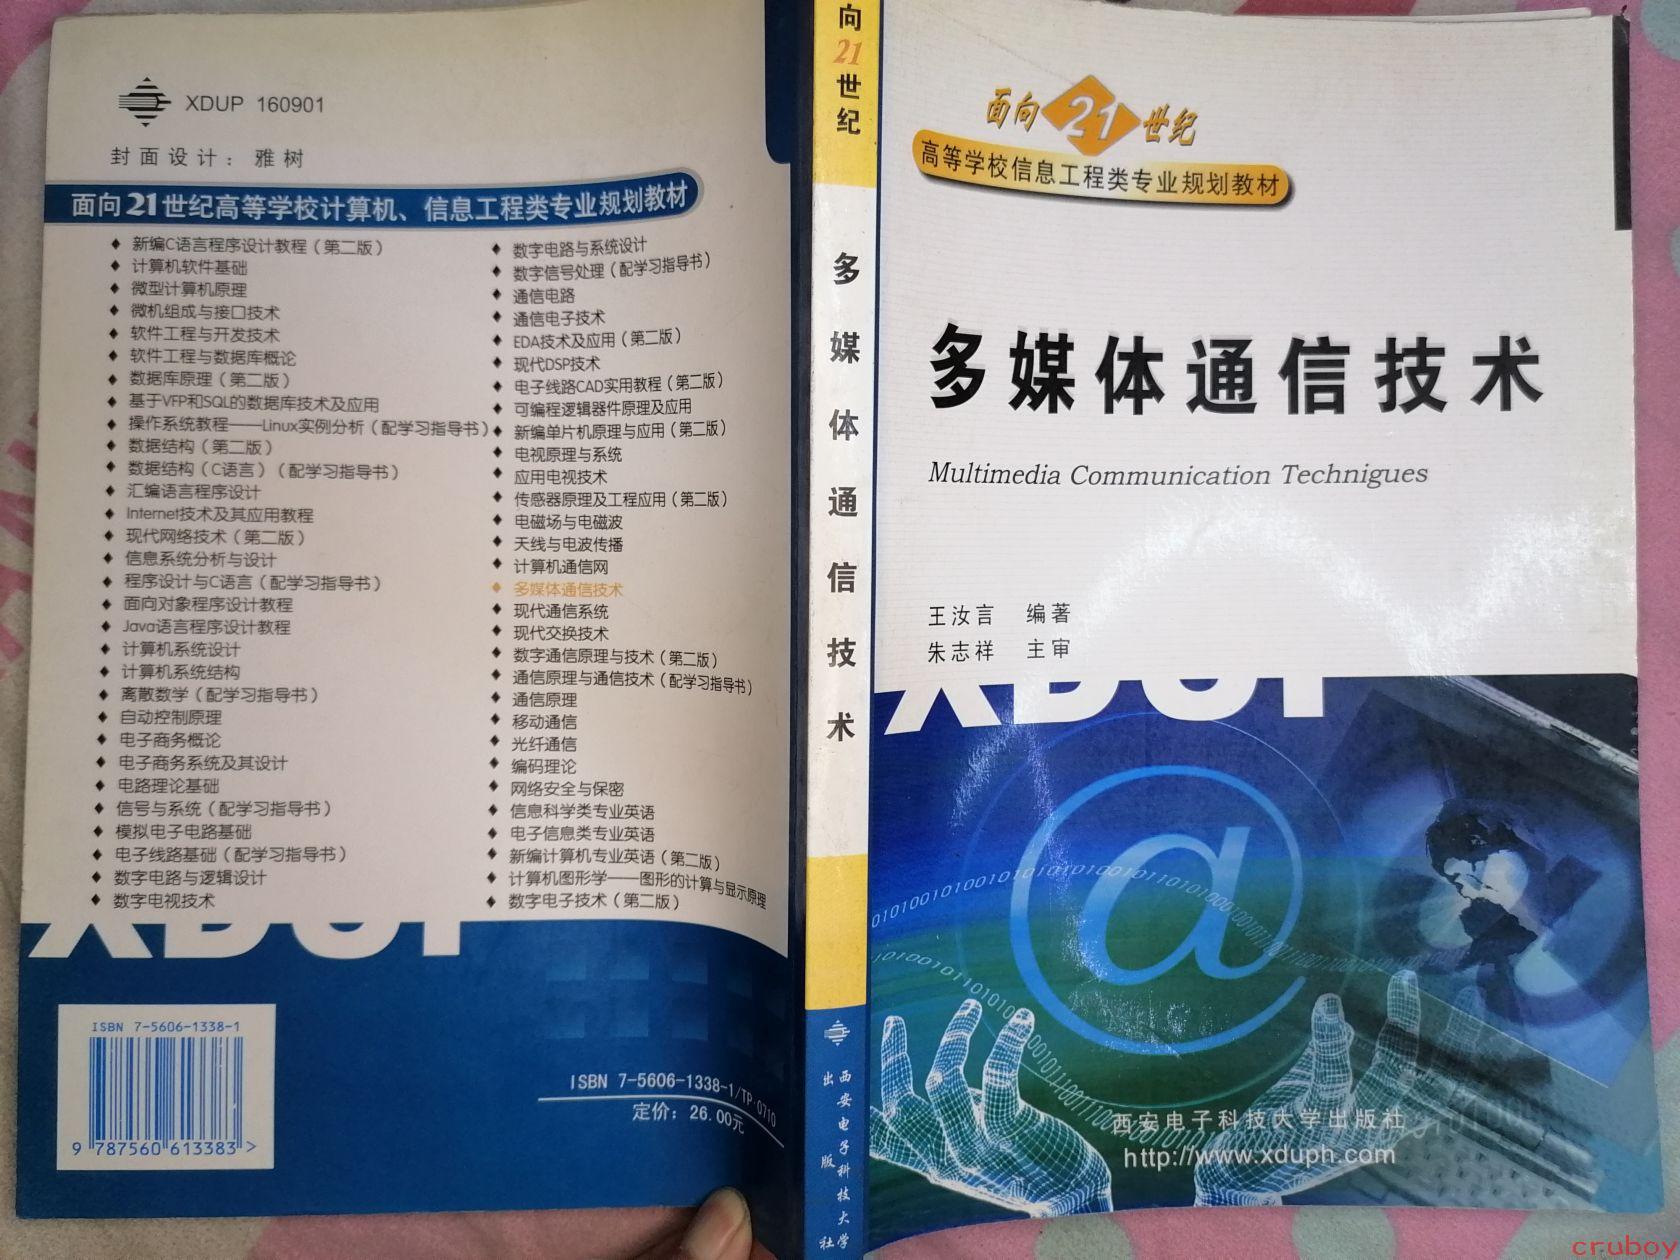 XDUP 160901
封面设计：雅树
面向21世纪高等学校计算机、信息工程类专业规划教材
新编C语言程序设计教程（第二版）
计算机软件基础
微型计算机原理
微机组成与接口技术
软件工程与开发技术
软件工程与数据库概论
数据库原理（第二版）
基于VFP和SQL的数据库技术及应用
操作系统教程——Linux实例分析（配学习指导书）
数据结构（第二版）
数据结构（C语言）（配学习指导书）
汇编语言程序设计
Internet技术及其应用教程
现代网络技术（第二版）
信息系统分析与设计
程序设计与C语言（配学习指导书）
面向对象程序设计教程
Java语言程序设计教程
计算机系统设计
计算机系统结构
离散数学（配学习指导书）
自动控制原理
电子商务概论
电子商务系统及其设计
电路理论基础
信号与系统（配学习指导书）
模拟电子电路基础
电子线路基础（配学习指导书）
数字电路与逻辑设计
数字电视技术
数字电路与系统设计
数字信号处理（配学习指导书）
通信电路
通信电子技术
EDA技术及应用（第二版）
现代DSP技术
电子线路CAD实用教程（第二版）
可编程逻辑器件原理及应用
新编单片机原理与应用（第二版）
电视原理与系统
应用电视技术
传感器原理及工程应用（第二版）
电磁场与电磁波
天线与电波传播
计算机通信网
多媒体通信技术
现代通信系统
现代交换技术
数字通信原理与技术（第二版）
通信原理与通信技术（配学习指导书）
通信原理
移动通信
光纤通信
编码理论
网络安全与保密
信息科学类专业英语
电子信息类专业英语
新编计算机专业英语（第二版）
计算机图形学——图形的计算与显示原理
数字电子技术（第二版）
XDUP
ISBN 7-5606-1338-1
9 787560 613383 >
ISBN 7-5606-1338-1/TP·0710
定价：26.00元
向21世纪
多媒体通信技术
西安电子科技大学
出版社
面向21世纪
高等学校信息工程类专业规划教材
多媒体通信技术
Multimedia Communication Technigues
王汝言 编著
朱志祥 主审
XDUP
@
西安电子科技大学出版社
http://www.xduph.com
cruboy